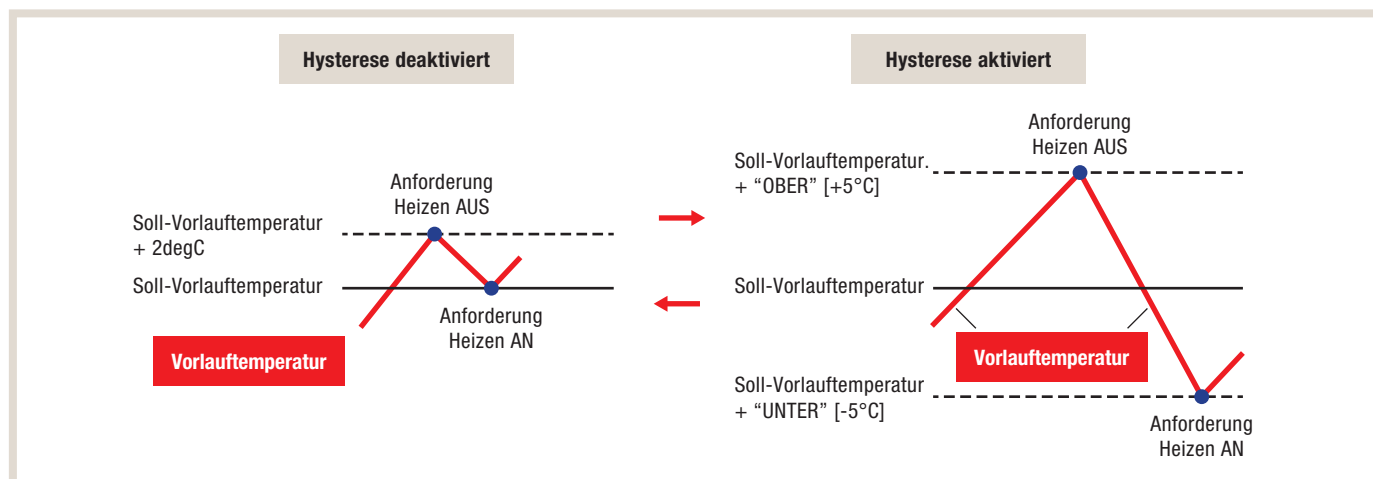 Hysterese deaktiviert
Anforderung
Heizen AUS
Soll-Vorlauftemperatur
+ 2degC
Soll-Vorlauftemperatur
Anforderung
Heizen AN
Vorlauftemperatur
Hysterese aktiviert
Anforderung
Heizen AUS
Soll-Vorlauftemperatur.
+ “OBER” [+5°C]
Soll-Vorlauftemperatur
Vorlauftemperatur
Soll-Vorlauftemperatur
+ “UNTER” [-5°C]
Anforderung
Heizen AN